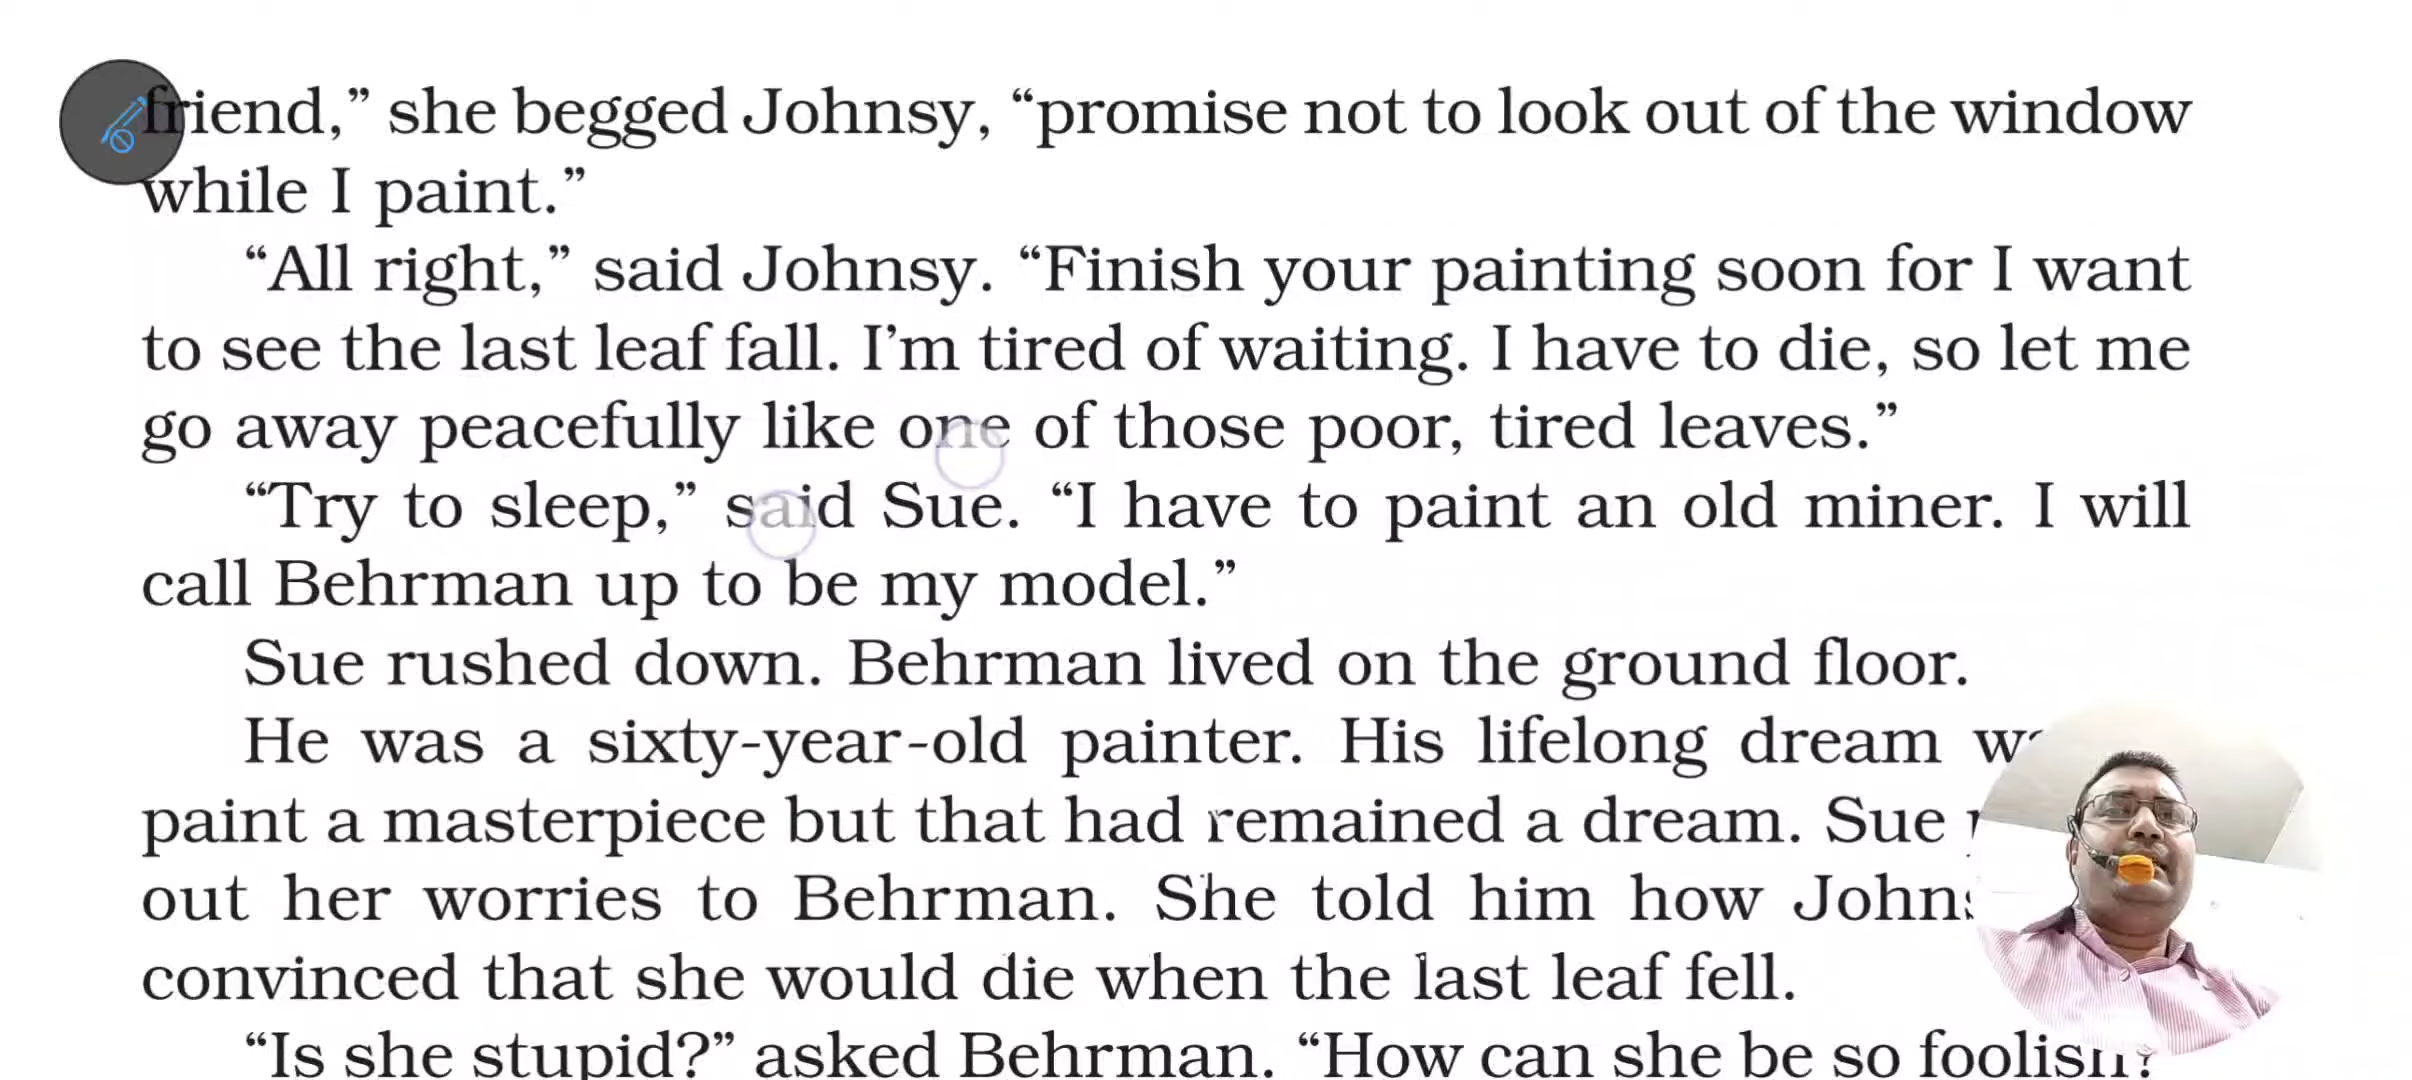 friend,” she begged Johnsy, “promise not to look out of the window
while I paint.”
“All right,” said Johnsy. “Finish your painting soon for I want
to see the last leaf fall. I’m tired of waiting. I have to die, so let me
go away peacefully like one of those poor, tired leaves.”
“Try to sleep,” said Sue. “I have to paint an old miner. I will
call Behrman up to be my model.”
Sue rushed down. Behrman lived on the ground floor.
He was a sixty-year-old painter. His lifelong dream
paint a masterpiece but that had remained a dream. Sue
out her worries to Behrman. She told him how
convinced that she would die when the last leaf fell.
“Is she stupid?” asked Behrman. “How can she be so foolish?